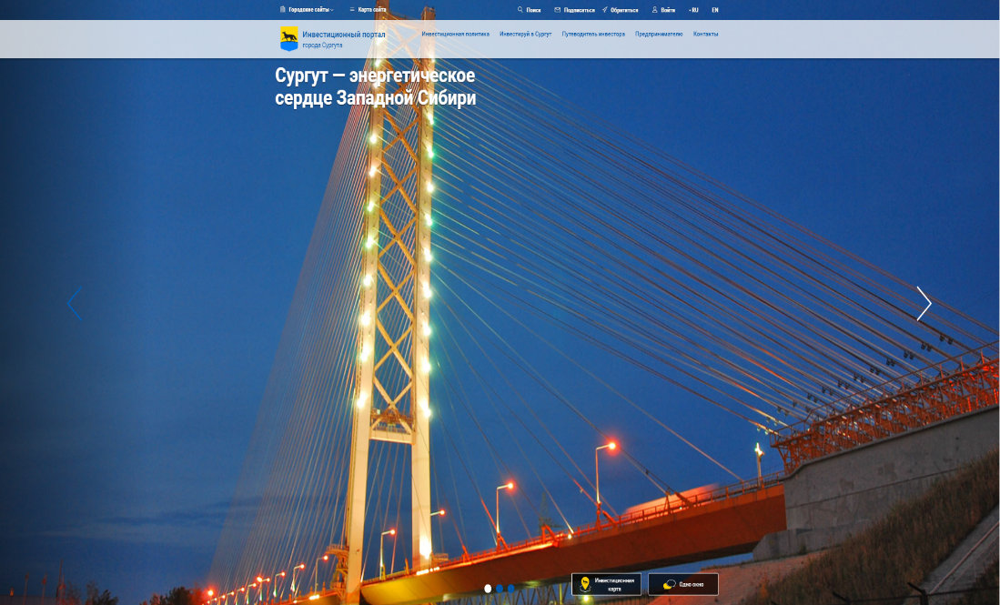 Городские сайты
Карта сайта
Поиск
Подписаться
Обратиться
Войти
• RU
EN
Инвестиционный портал
города Сургута
Инвестиционная политика
Инвестируй в Сургут
Путеводитель инвестора
Предпринимателю
Контакты
Сургут — энергетическое
сердце Западной Сибири
Инвестиционная
карта
Одно окно